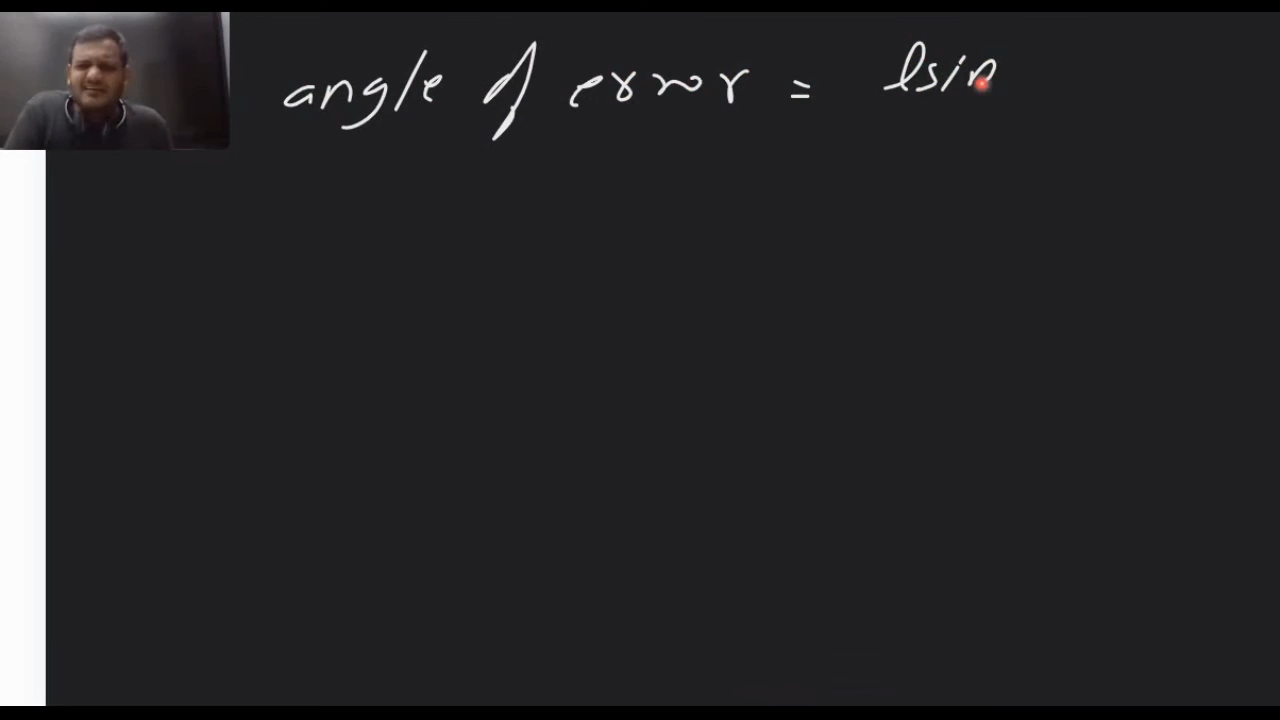 angle of error = lsin